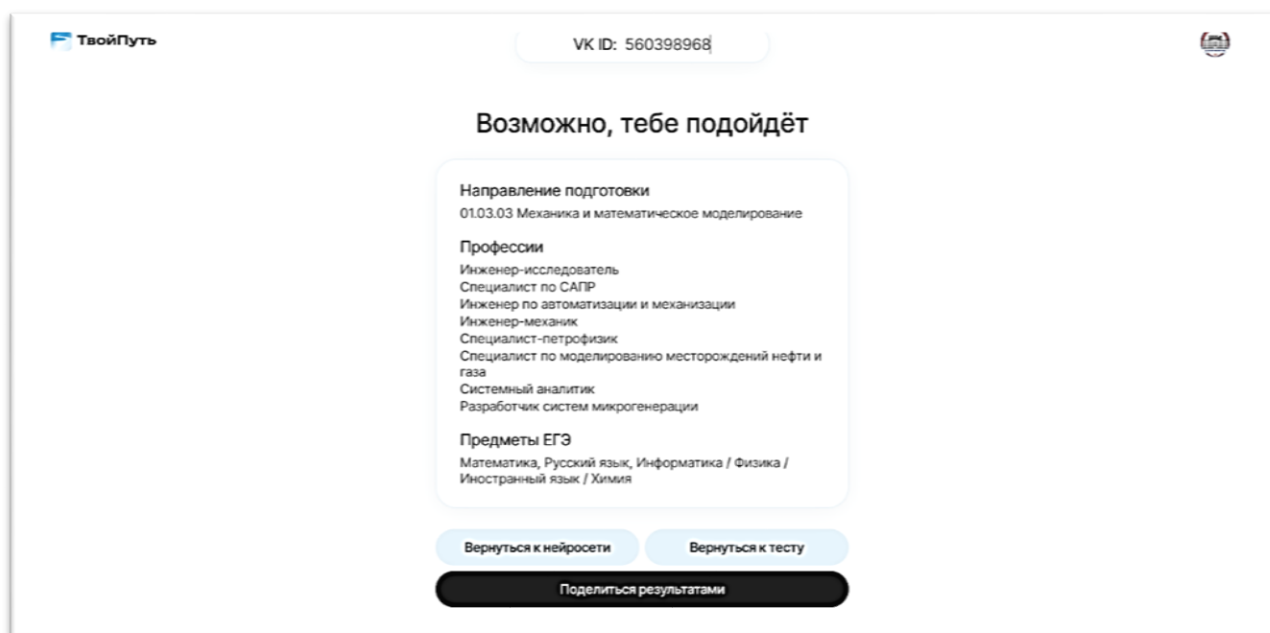 ТвойПуть
VK ID: 560398968
Возможно, тебе подойдёт
Направление подготовки
01.03.03 Механика и математическое моделирование
Профессии
Инженер-исследователь
Специалист по САПР
Инженер по автоматизации и механизации
Инженер-механик
Специалист-петрофизик
Специалист по моделированию месторождений нефти и
газа
Системный аналитик
Разработчик систем микрогенерации
Предметы ЕГЭ
Математика, Русский язык, Информатика / Физика /
Иностранный язык / Химия
Вернуться к нейросети
Вернуться к тесту
Поделиться результатами